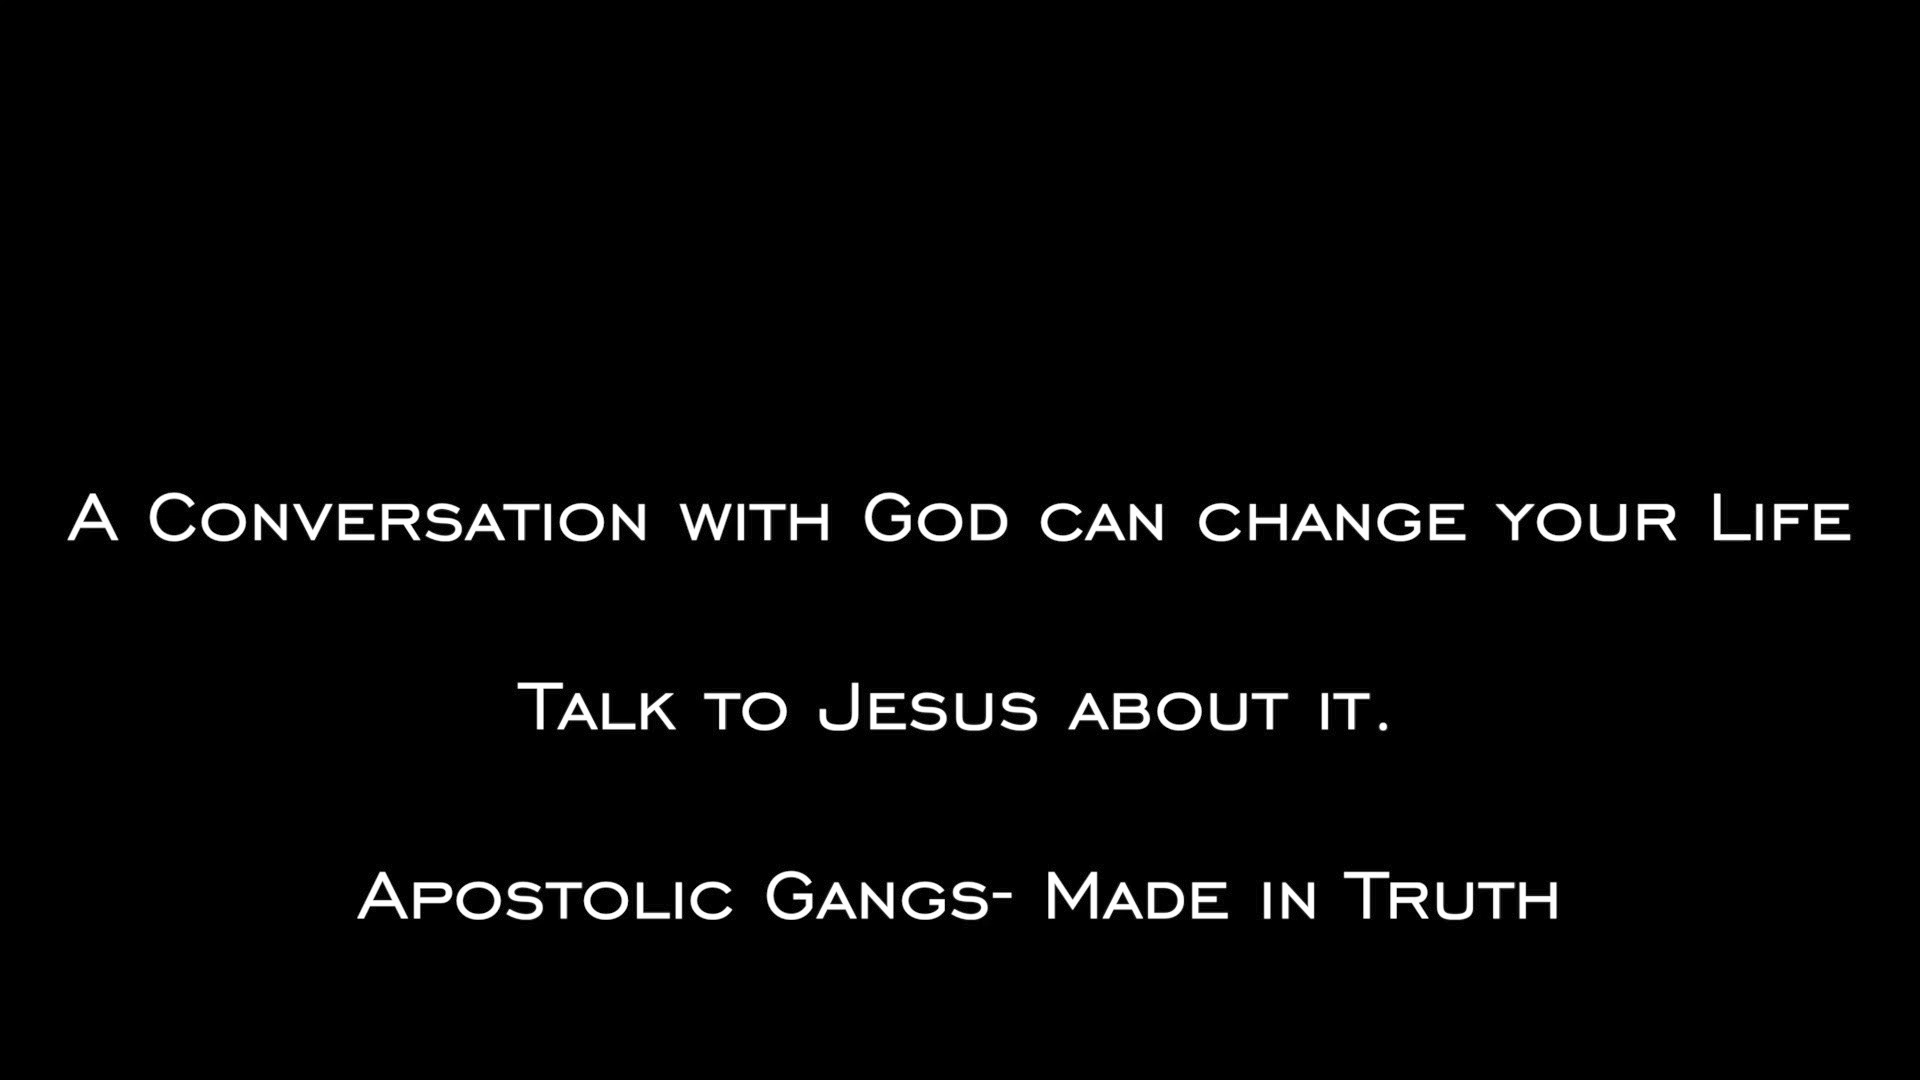 A Conversation with God can change your Life
Talk to Jesus about it.
Apostolic Gangs- Made in Truth